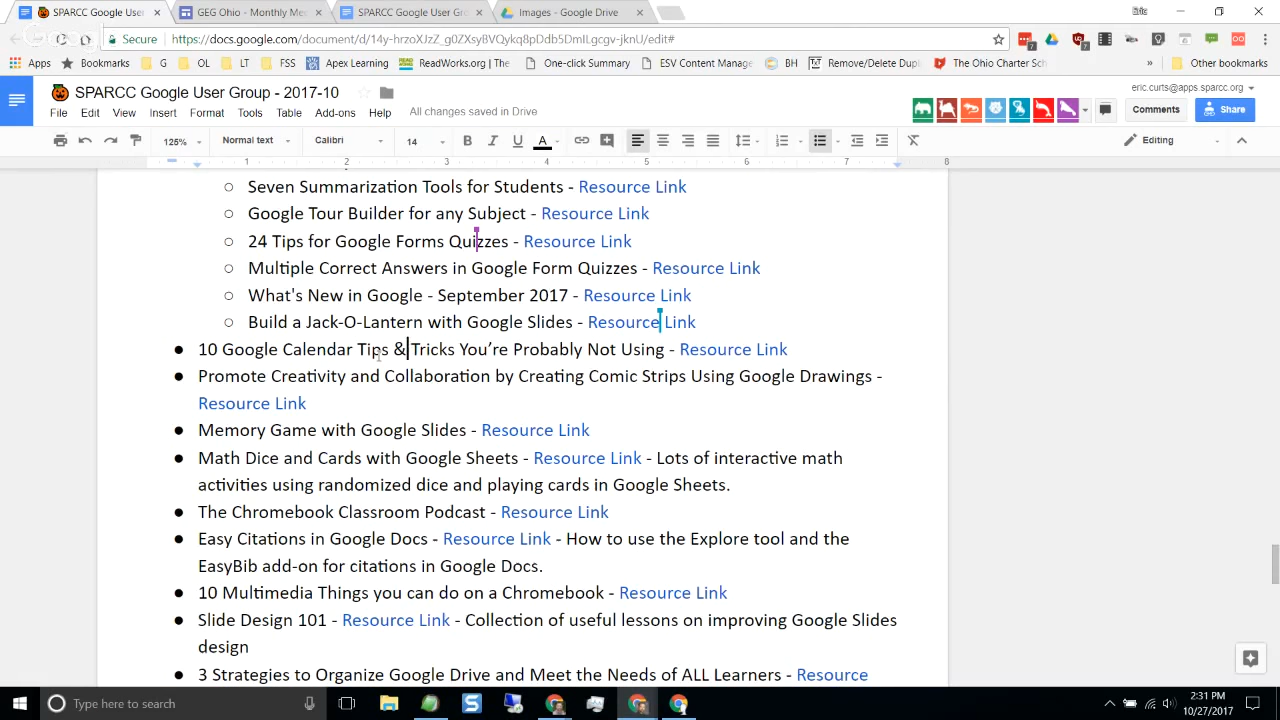 SPARCC Google User
GEG Ohio - Monthly Mee
SPARCC Google User Gro
Images - Google Drive
Secure
https://docs.google.com/document/d/14y-hrzoXJzZ_g0ZXsyBVQykq8pDdb5DmILgcgv-jknU/edit#
Apps
Bookmarks
G
OL
LT
FSS
Apex Learning
ReadWorks.org | The
One-click Summary
ESV Content Manage
BH
Remove/Delete Dupl
The Ohio Charter Sch
Other bookmarks
SPARCC Google User Group - 2017-10
eric.curts@apps.sparcc.org
File Edit View Insert Format Tools Table Add-ons Help All changes saved in Drive
Comments
Share
125% Normal text Calibri 14 Editing
1 2 3 4 5 6 7 8
Seven Summarization Tools for Students - Resource Link
Google Tour Builder for any Subject - Resource Link
24 Tips for Google Forms Quizzes - Resource Link
Multiple Correct Answers in Google Form Quizzes - Resource Link
What's New in Google - September 2017 - Resource Link
Build a Jack-O-Lantern with Google Slides - Resource Link
10 Google Calendar Tips & Tricks You're Probably Not Using - Resource Link
Promote Creativity and Collaboration by Creating Comic Strips Using Google Drawings -
Resource Link
Memory Game with Google Slides - Resource Link
Math Dice and Cards with Google Sheets - Resource Link - Lots of interactive math
activities using randomized dice and playing cards in Google Sheets.
The Chromebook Classroom Podcast - Resource Link
Easy Citations in Google Docs - Resource Link - How to use the Explore tool and the
EasyBib add-on for citations in Google Docs.
10 Multimedia Things you can do on a Chromebook - Resource Link
Slide Design 101 - Resource Link - Collection of useful lessons on improving Google Slides
design
3 Strategies to Organize Google Drive and Meet the Needs of ALL Learners - Resource
Type here to search
2:31 PM
10/27/2017